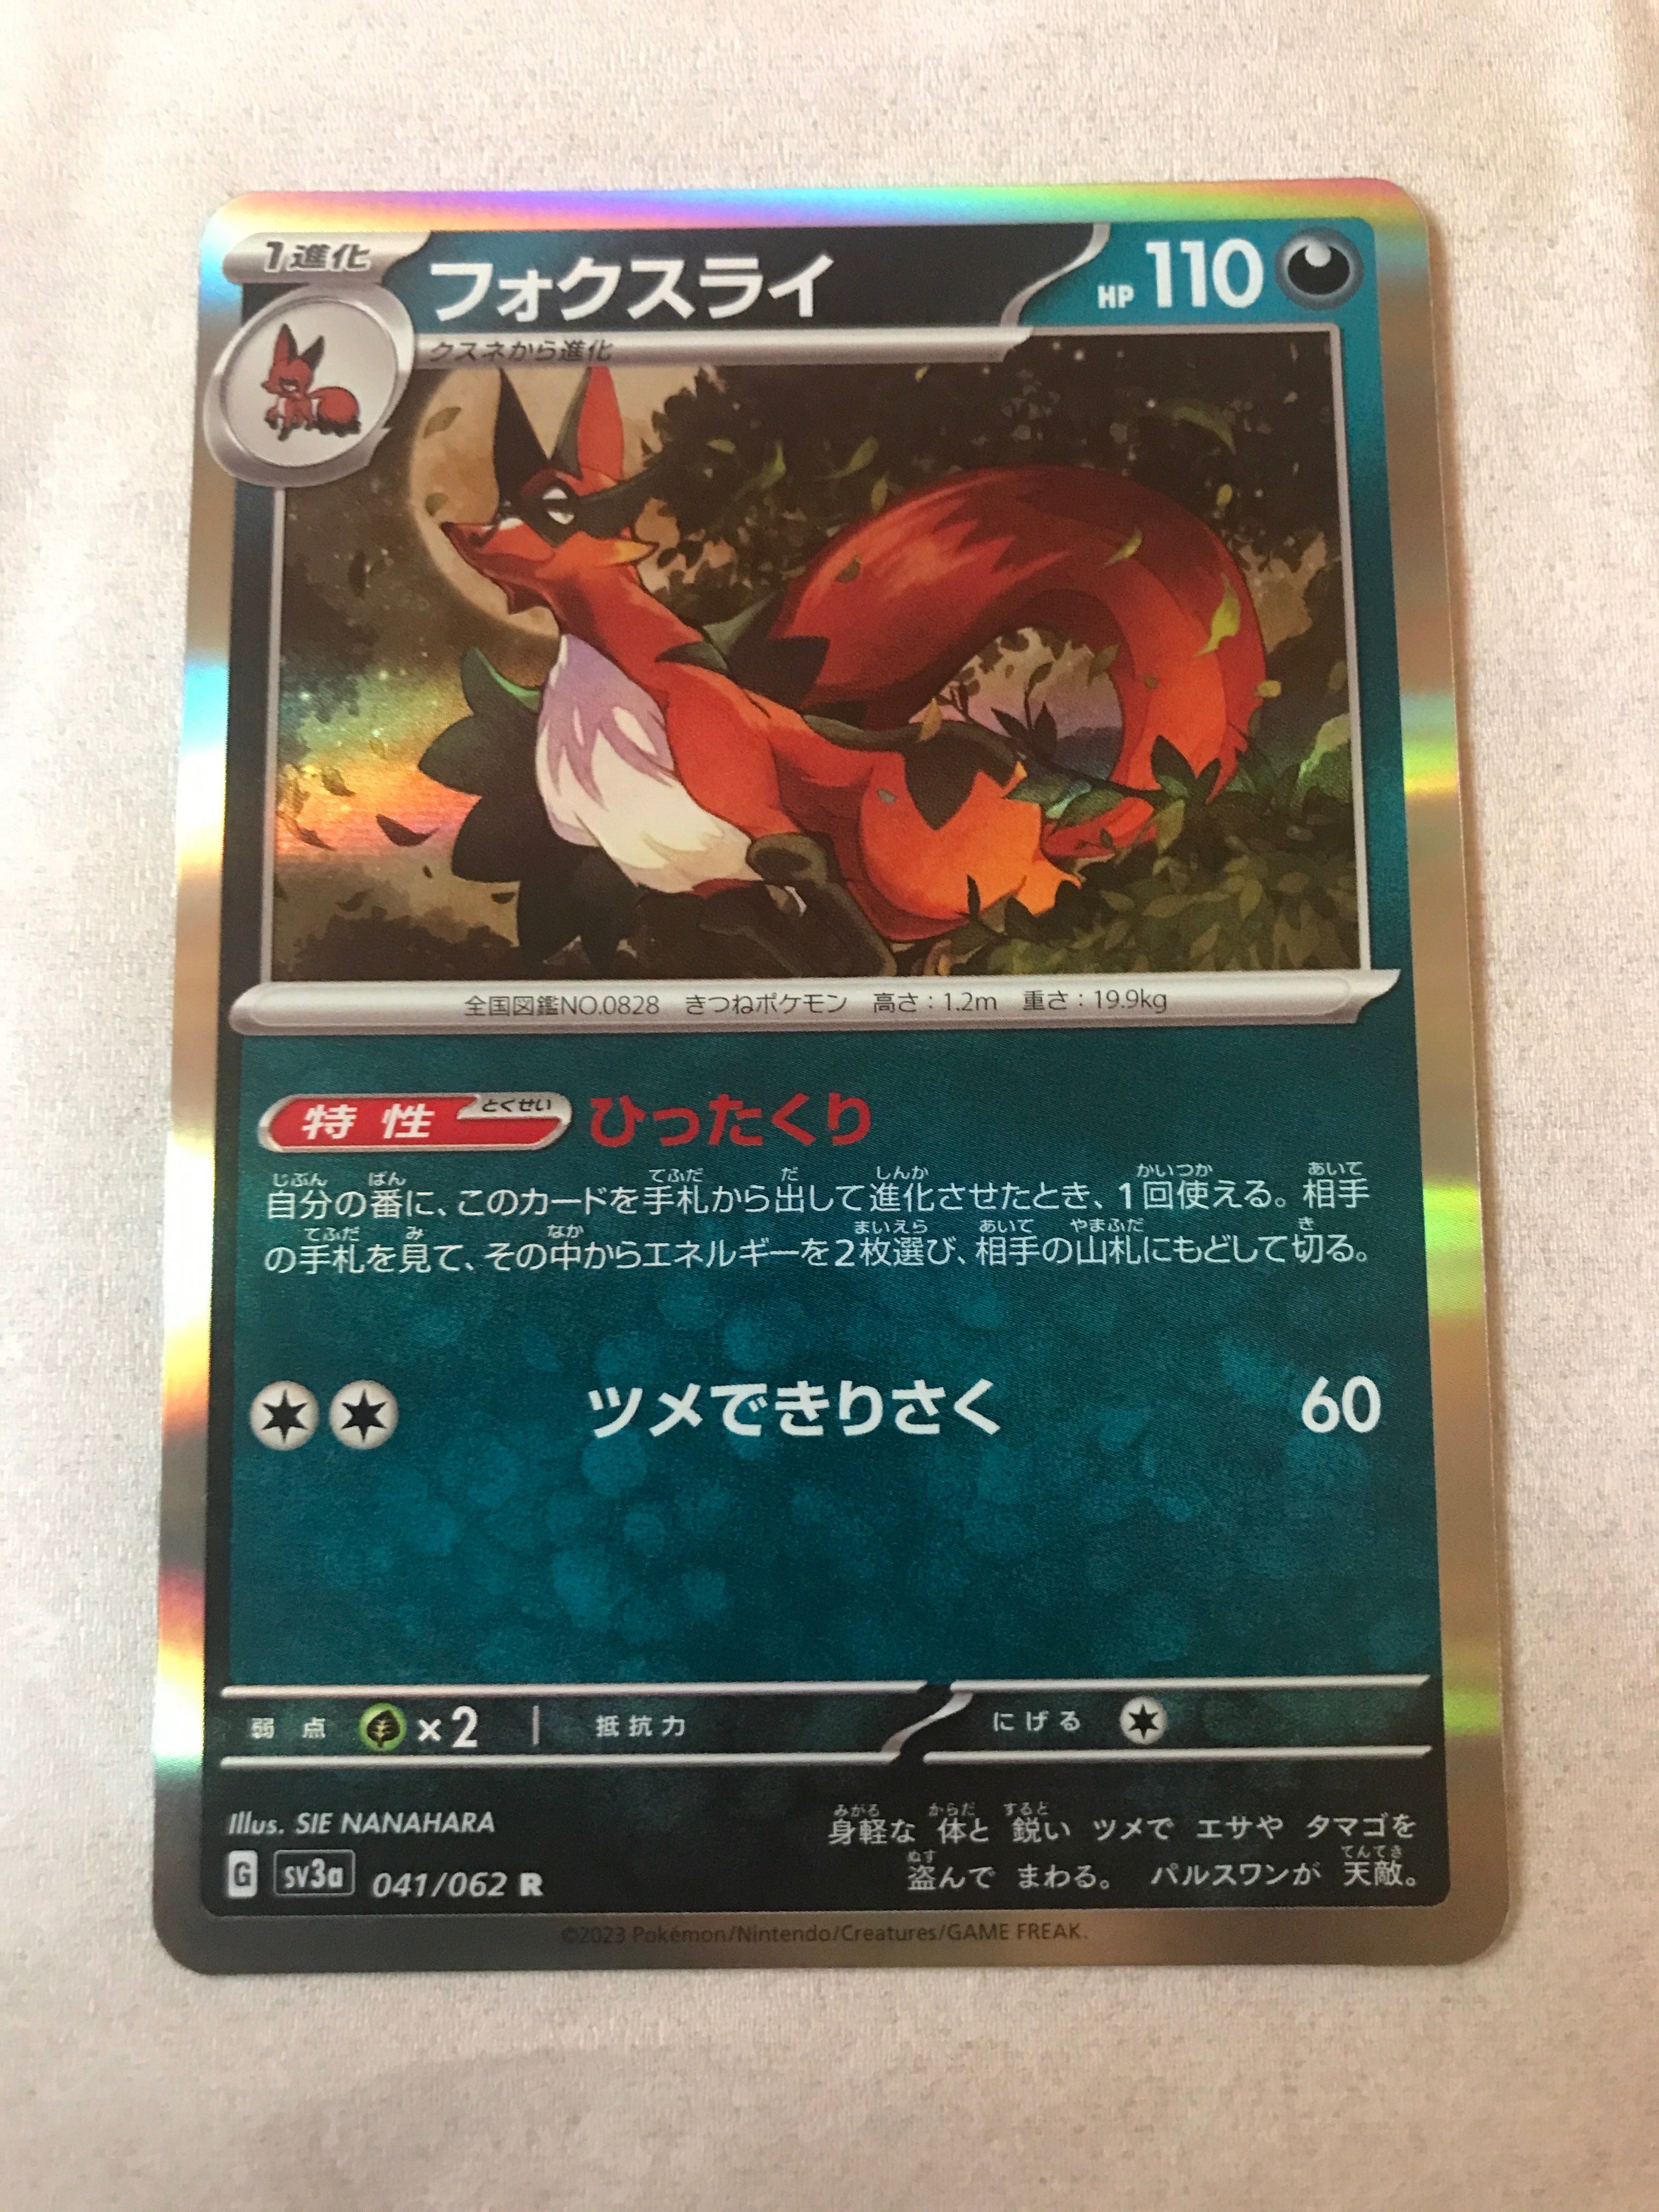 1進化
フォクスライ
HP 110
クスネから進化
全国図鑑NO.0828 きつねポケモン 高さ：1.2m 重さ：19.9kg
特性 とくせい ひったくり
じぶん ばん てふだ だ しんか かいつか あいて
自分の番に、このカードを手札から出して進化させたとき、1回使える。相手
てふだ み なか まいえら あいて やまふだ き
の手札を見て、その中からエネルギーを2枚選び、相手の山札にもどして切る。
ツメできりさく 60
弱点 ×2 抵抗力 にげる
Illus. SIE NANAHARA
みがる からだ するど
身軽な 体と 鋭い ツメで エサや タマゴを
ぬす てんてき
盗んで まわる。 パルスワンが 天敵。
G sv3a 041/062 R
©2023 Pokémon/Nintendo/Creatures/GAME FREAK.